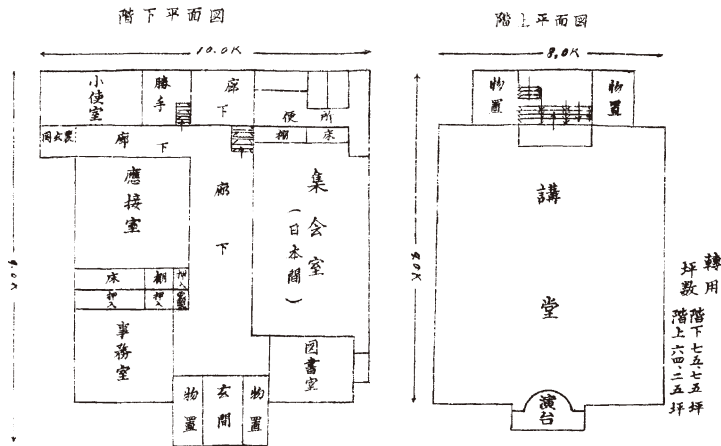 階下平面図
10.0K
9.0K
小使室
勝手
廊下
便所
棚
床
廊下
應接室
廊下
集会室
(日本間)
床
棚
押入
押入
押入
事務室
図書室
物置
玄関
物置
階上平面図
8.0K
9.0K
物置
物置
講堂
演台
轉用坪数
階下七五、七五坪
階上六四、二五坪